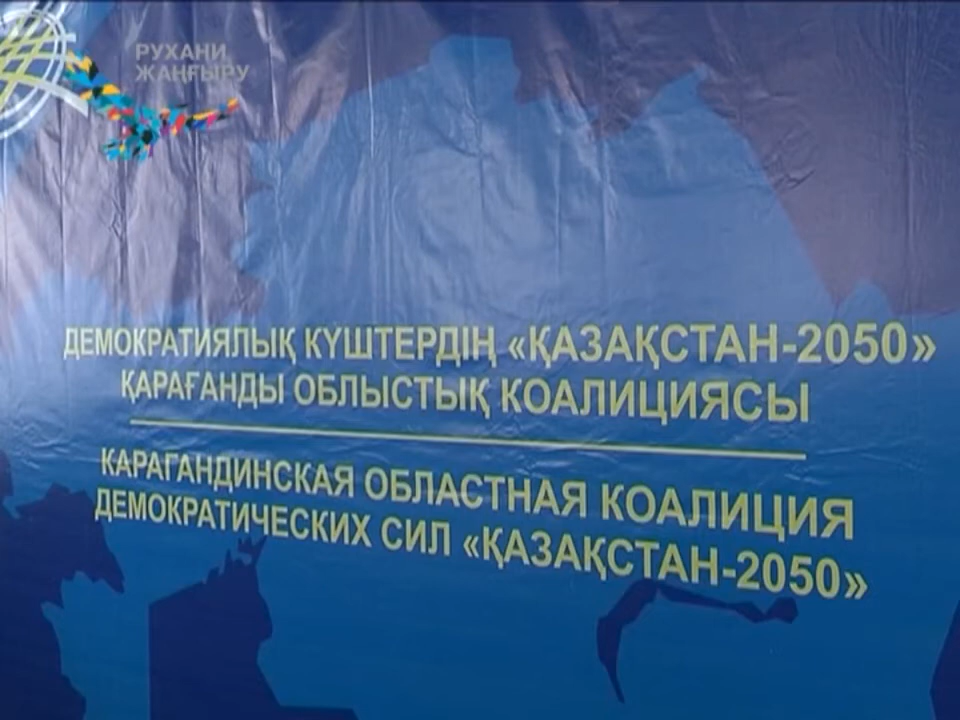 РУХАНИ
ЖАҢҒЫРУ
ДЕМОКРАТИЯЛЫҚ КҮШТЕРДІҢ «ҚАЗАҚСТАН-2050»
ҚАРАҒАНДЫ ОБЛЫСТЫҚ КОАЛИЦИЯСЫ
КАРАГАНДИНСКАЯ ОБЛАСТНАЯ КОАЛИЦИЯ
ДЕМОКРАТИЧЕСКИХ СИЛ «ҚАЗАҚСТАН-2050»